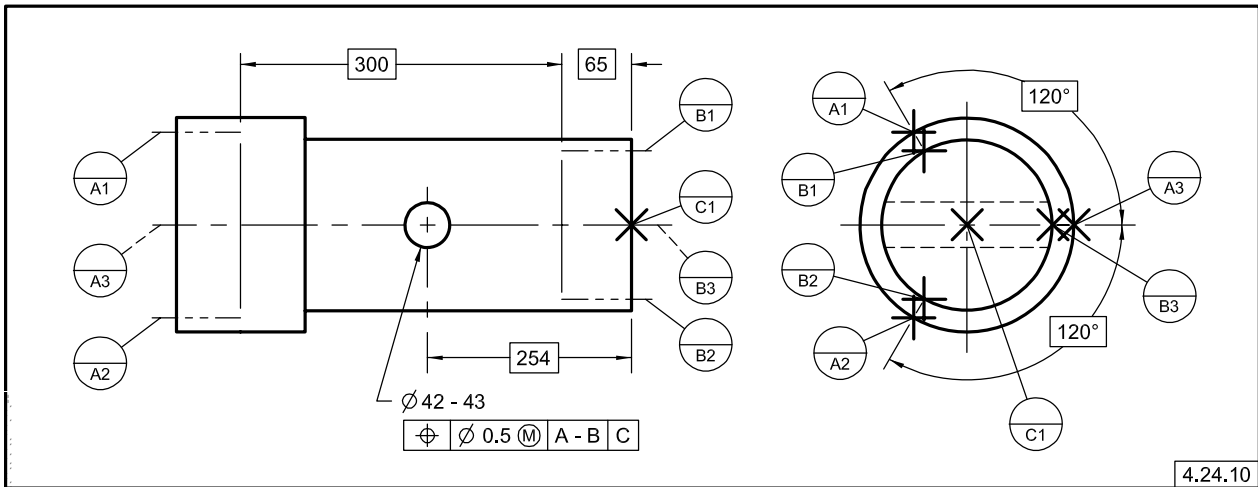 300
65
120°
B1
A1
A1
C1
B1
A3
A3
B3
B2
B3
A2
B2
A2
254
120°
Ø 42 - 43
⌖ Ø 0.5 Ⓜ A - B C
C1
4.24.10